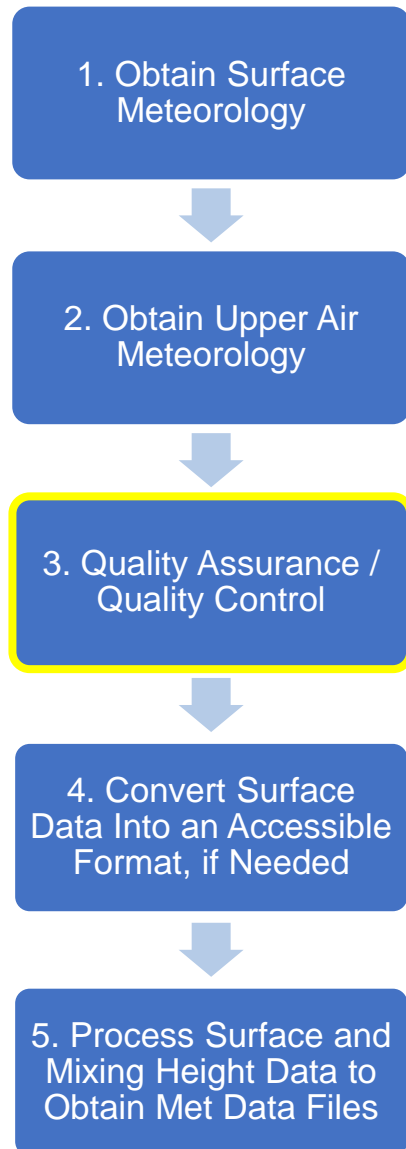 1. Obtain Surface
Meteorology
2. Obtain Upper Air
Meteorology
3. Quality Assurance /
Quality Control
4. Convert Surface
Data Into an Accessible
Format, if Needed
5. Process Surface and
Mixing Height Data to
Obtain Met Data Files